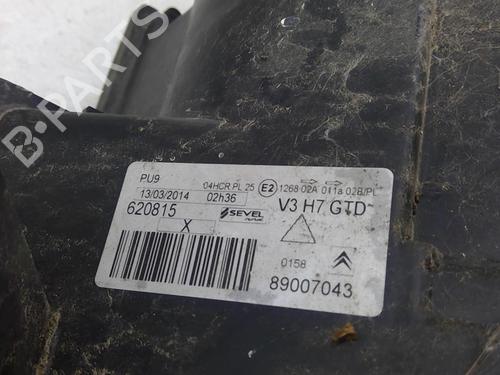 B-PARTS
PU9 04HCR PL 25 E2 1268 02A 011a 02B/PL
13/03/2014 02h36 V3 H7 GTD
620815 SEVEL
X
0158
89007043